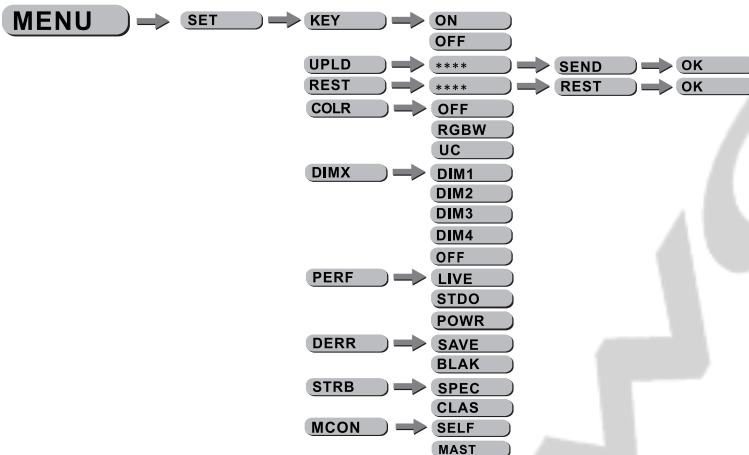 MENU SET KEY ON
OFF
UPLD **** SEND OK
REST **** REST OK
COLR OFF
RGBW
UC
DIMX DIM1
DIM2
DIM3
DIM4
OFF
PERF LIVE
STDO
POWR
DERR SAVE
BLAK
STRB SPEC
CLAS
MCON SELF
MAST